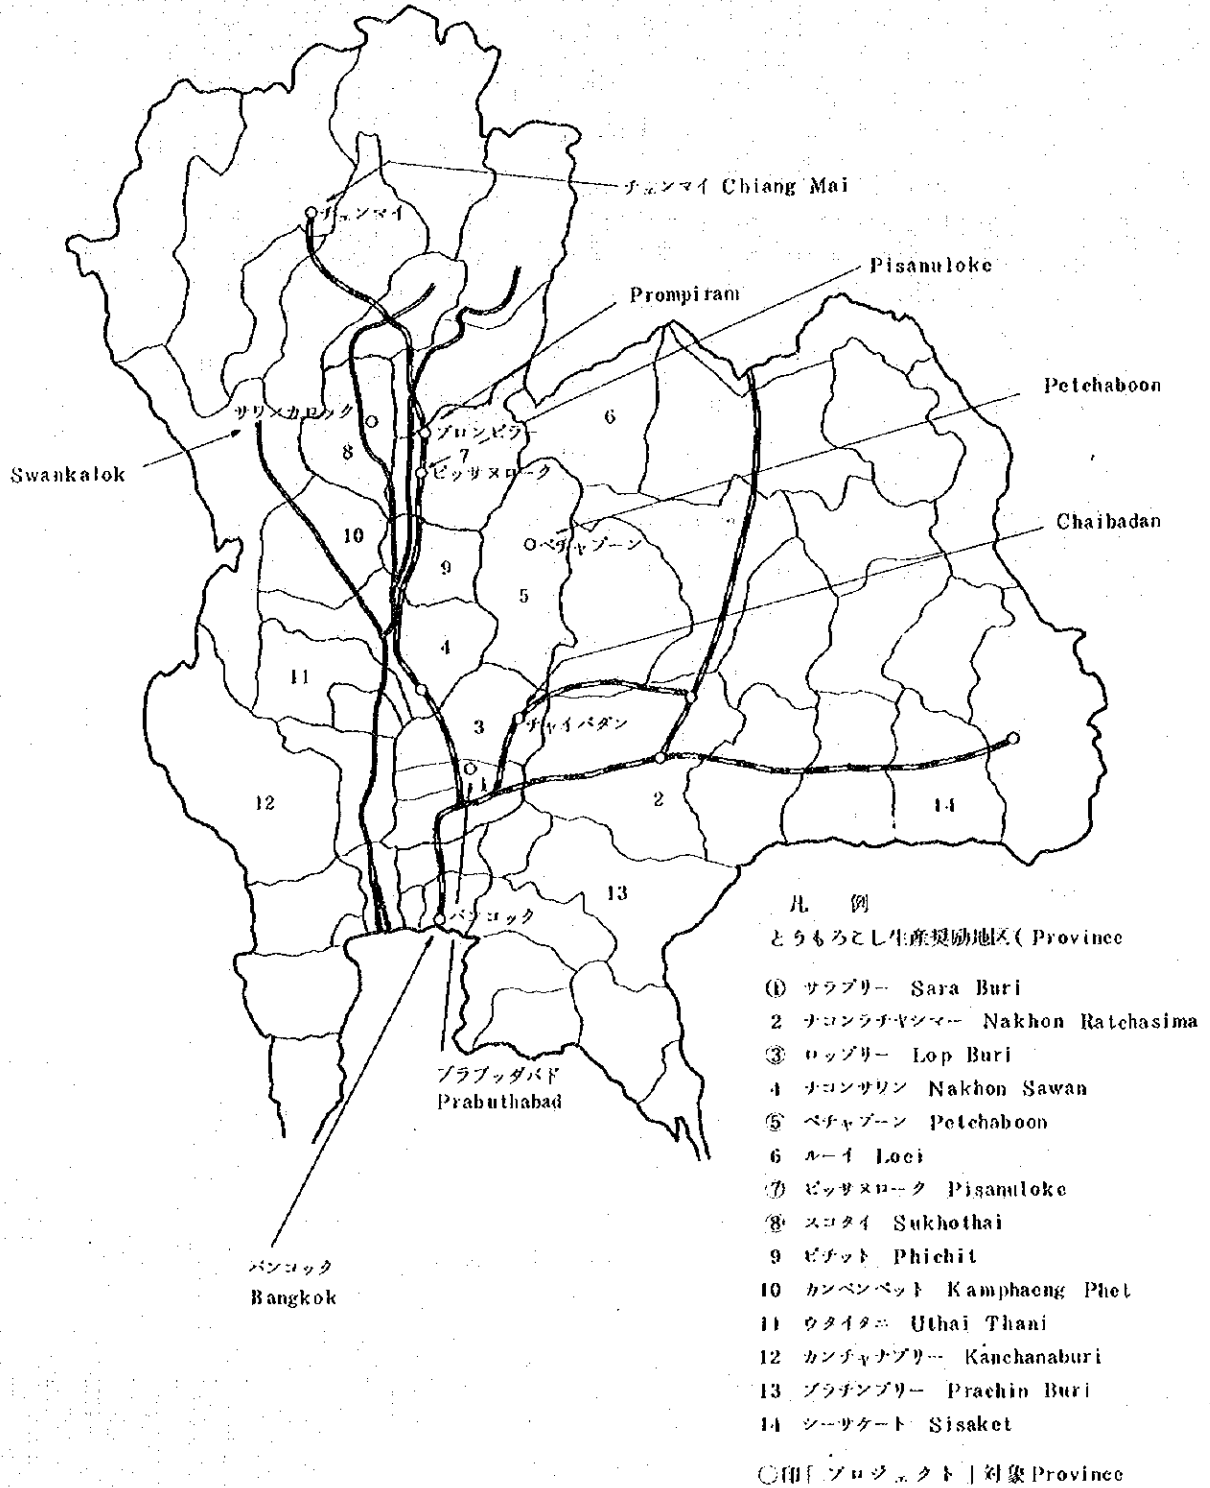 チェンマイ Chiang Mai
チェンマイ
Pisanuloke
Prompiram
Petchaboon
サワンカロック
6
プロンピラー
8
7
Swankalok
ピッサヌローク
Chaibadan
10
ペチャブーン
9
5
4
11
3
チャイバダン
1
12
2
14
13
バンコック
凡 例
とうもろこし生産奨励地区( Province
① サラブリー Sara Buri
2 ナコンラチヤシマー Nakhon Ratchasima
③ ロッブリー Lop Buri
4 ナコンサワン Nakhon Sawan
⑤ ペチャブーン Petchaboon
6 ルーイ Loei
⑦ ピッサヌローク Pisanuloke
⑧ スコタイ Sukhothai
9 ピチット Phichit
10 カンペンペット Kamphaeng Phet
11 ウタイタニ Uthai Thani
12 カンチャナブリー Kanchanaburi
13 プラチンブリー Prachin Buri
14 シーサケート Sisaket
○印「プロジェクト」対象 Province
プラブッダバド
Prabuthabad
バンコック
Bangkok